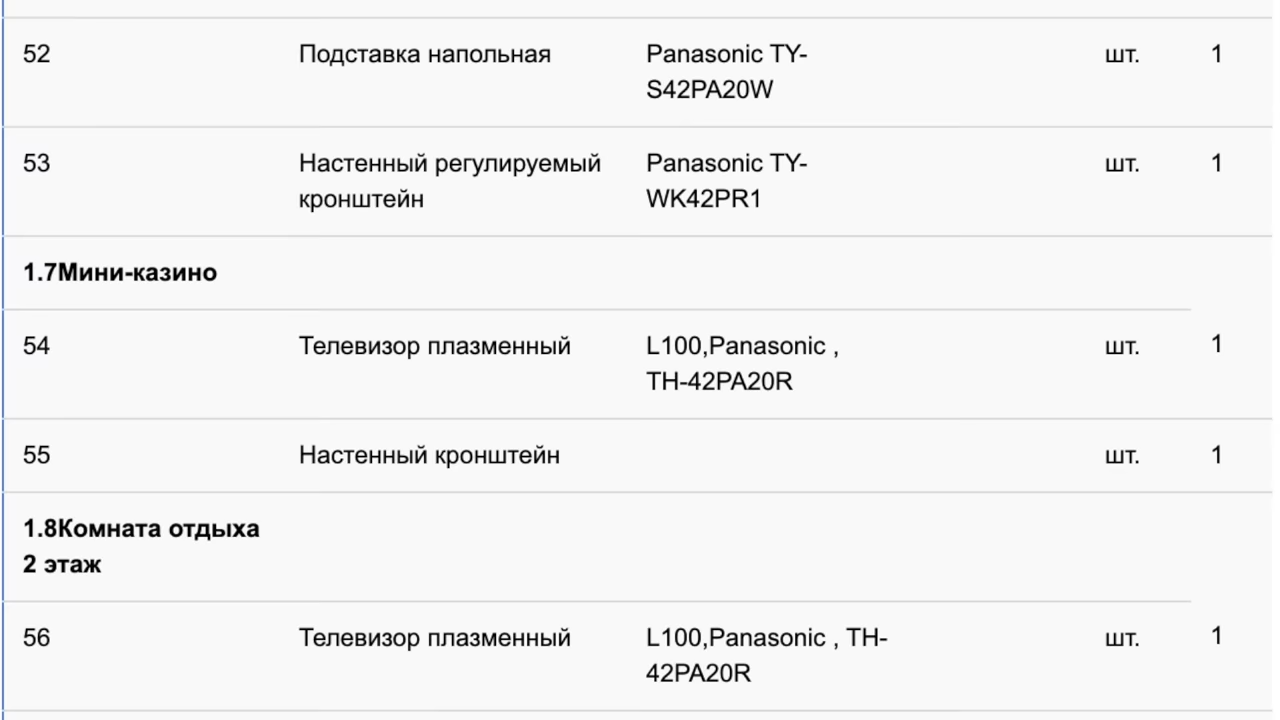 52 Подставка напольная Panasonic TY- шт. 1
S42PA20W
53 Настенный регулируемый Panasonic TY- шт. 1
кронштейн WK42PR1
1.7Мини-казино
54 Телевизор плазменный L100,Panasonic , шт. 1
TH-42PA20R
55 Настенный кронштейн шт. 1
1.8Комната отдыха
2 этаж
56 Телевизор плазменный L100,Panasonic , TH- шт. 1
42PA20R